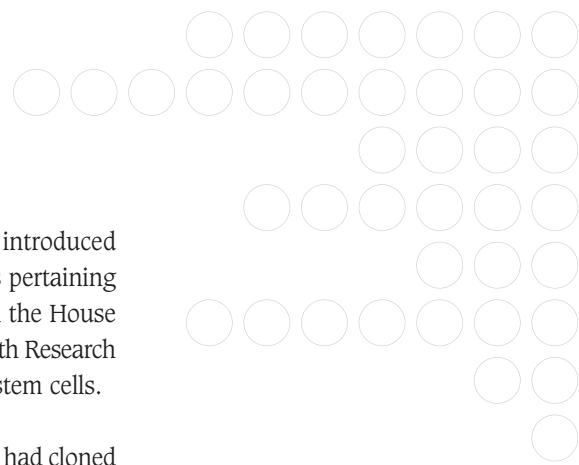 introduced
pertaining
the House
th Research
stem cells.
had cloned